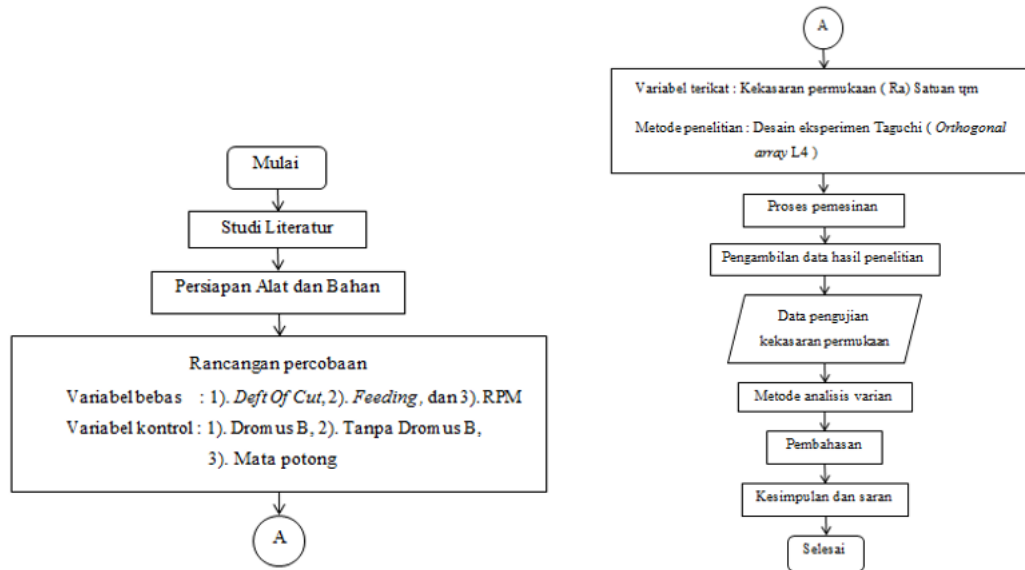 Mulai
Studi Literatur
Persiapan Alat dan Bahan
Rancangan percobaan
Variabel bebas : 1). Deft Of Cut, 2). Feeding, dan 3). RPM
Variabel kontrol : 1). Dromus B, 2). Tanpa Dromus B,
3). Mata potong
A
A
Variabel terikat : Kekasaran permukaan ( Ra) Satuan ɳm
Metode penelitian : Desain eksperimen Taguchi ( Orthogonal
array L4 )
Proses pemesinan
Pengambilan data hasil penelitian
Data pengujian
kekasaran permukaan
Metode analisis varian
Pembahasan
Kesimpulan dan saran
Selesai